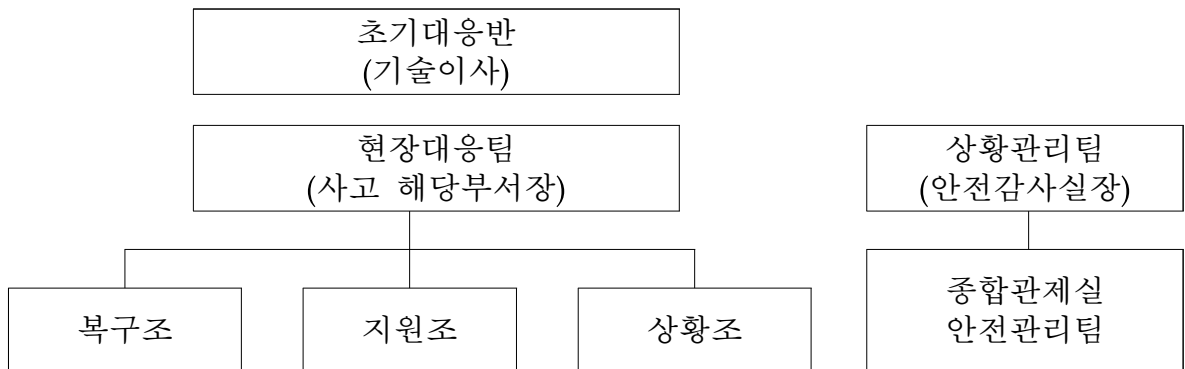 초기대응반
(기술이사)
현장대응팀
(사고 해당부서장)
상황관리팀
(안전감사실장)
복구조
지원조
상황조
종합관제실
안전관리팀